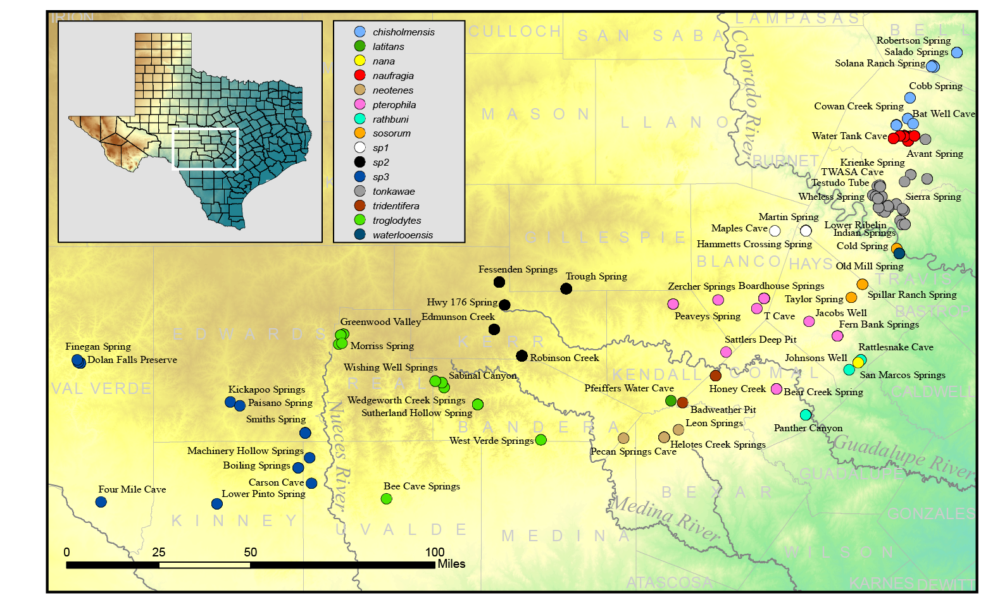 IRION
CULLOCH
SAN SABA
LAMPASAS
BELL
MASON
LLANO
BURNET
Colorado River
chisholmensis
latitans
nana
naufragia
neotenes
pterophila
rathbuni
sosorum
sp1
sp2
sp3
tonkawae
tridentifera
troglodytes
waterlooensis
Robertson Spring
Salado Springs
Solana Ranch Spring
Cobb Spring
Cowan Creek Spring
Bat Well Cave
Water Tank Cave
Avant Spring
Krienke Spring
TWASA Cave
Testudo Tube
Wheless Spring
Sierra Spring
Martin Spring
Maples Cave
Lower Ribelin
Indian Springs
Hammetts Crossing Spring
Cold Spring
GILLESPIE
BLANCO
HAYS
Old Mill Spring
TRAVIS
Fessenden Springs
Trough Spring
Zercher Springs
Boardhouse Springs
Spillar Ranch Spring
Taylor Spring
Hwy 176 Spring
Peaveys Spring
T Cave
Jacobs Well
BASTROP
Edmunson Creek
Greenwood Valley
Fern Bank Springs
EDWARDS
KERR
Sattlers Deep Pit
Morriss Spring
Finegan Spring
Dolan Falls Preserve
Robinson Creek
Rattlesnake Cave
Johnsons Well
San Marcos Springs
Wishing Well Springs
Sabinal Canyon
KENDALL
COMAL
VAL VERDE
REAL
Kickapoo Springs
Paisano Spring
Pfeiffers Water Cave
Honey Creek
Bear Creek Spring
CALDWELL
Wedgeworth Creek Springs
Sutherland Hollow Spring
Badweather Pit
Smiths Spring
BANDERA
Leon Springs
Panther Canyon
West Verde Springs
Helotes Creek Springs
Pecan Springs Cave
Guadalupe River
Machinery Hollow Springs
Boiling Springs
Nueces River
GUADALUPE
Carson Cave
Four Mile Cave
Lower Pinto Spring
Bee Cave Springs
BEXAR
Medina River
GONZALES
KINNEY
UVALDE
MEDINA
WILSON
0 25 50 100
Miles
ATASCOSA
KARNES
DEWITT